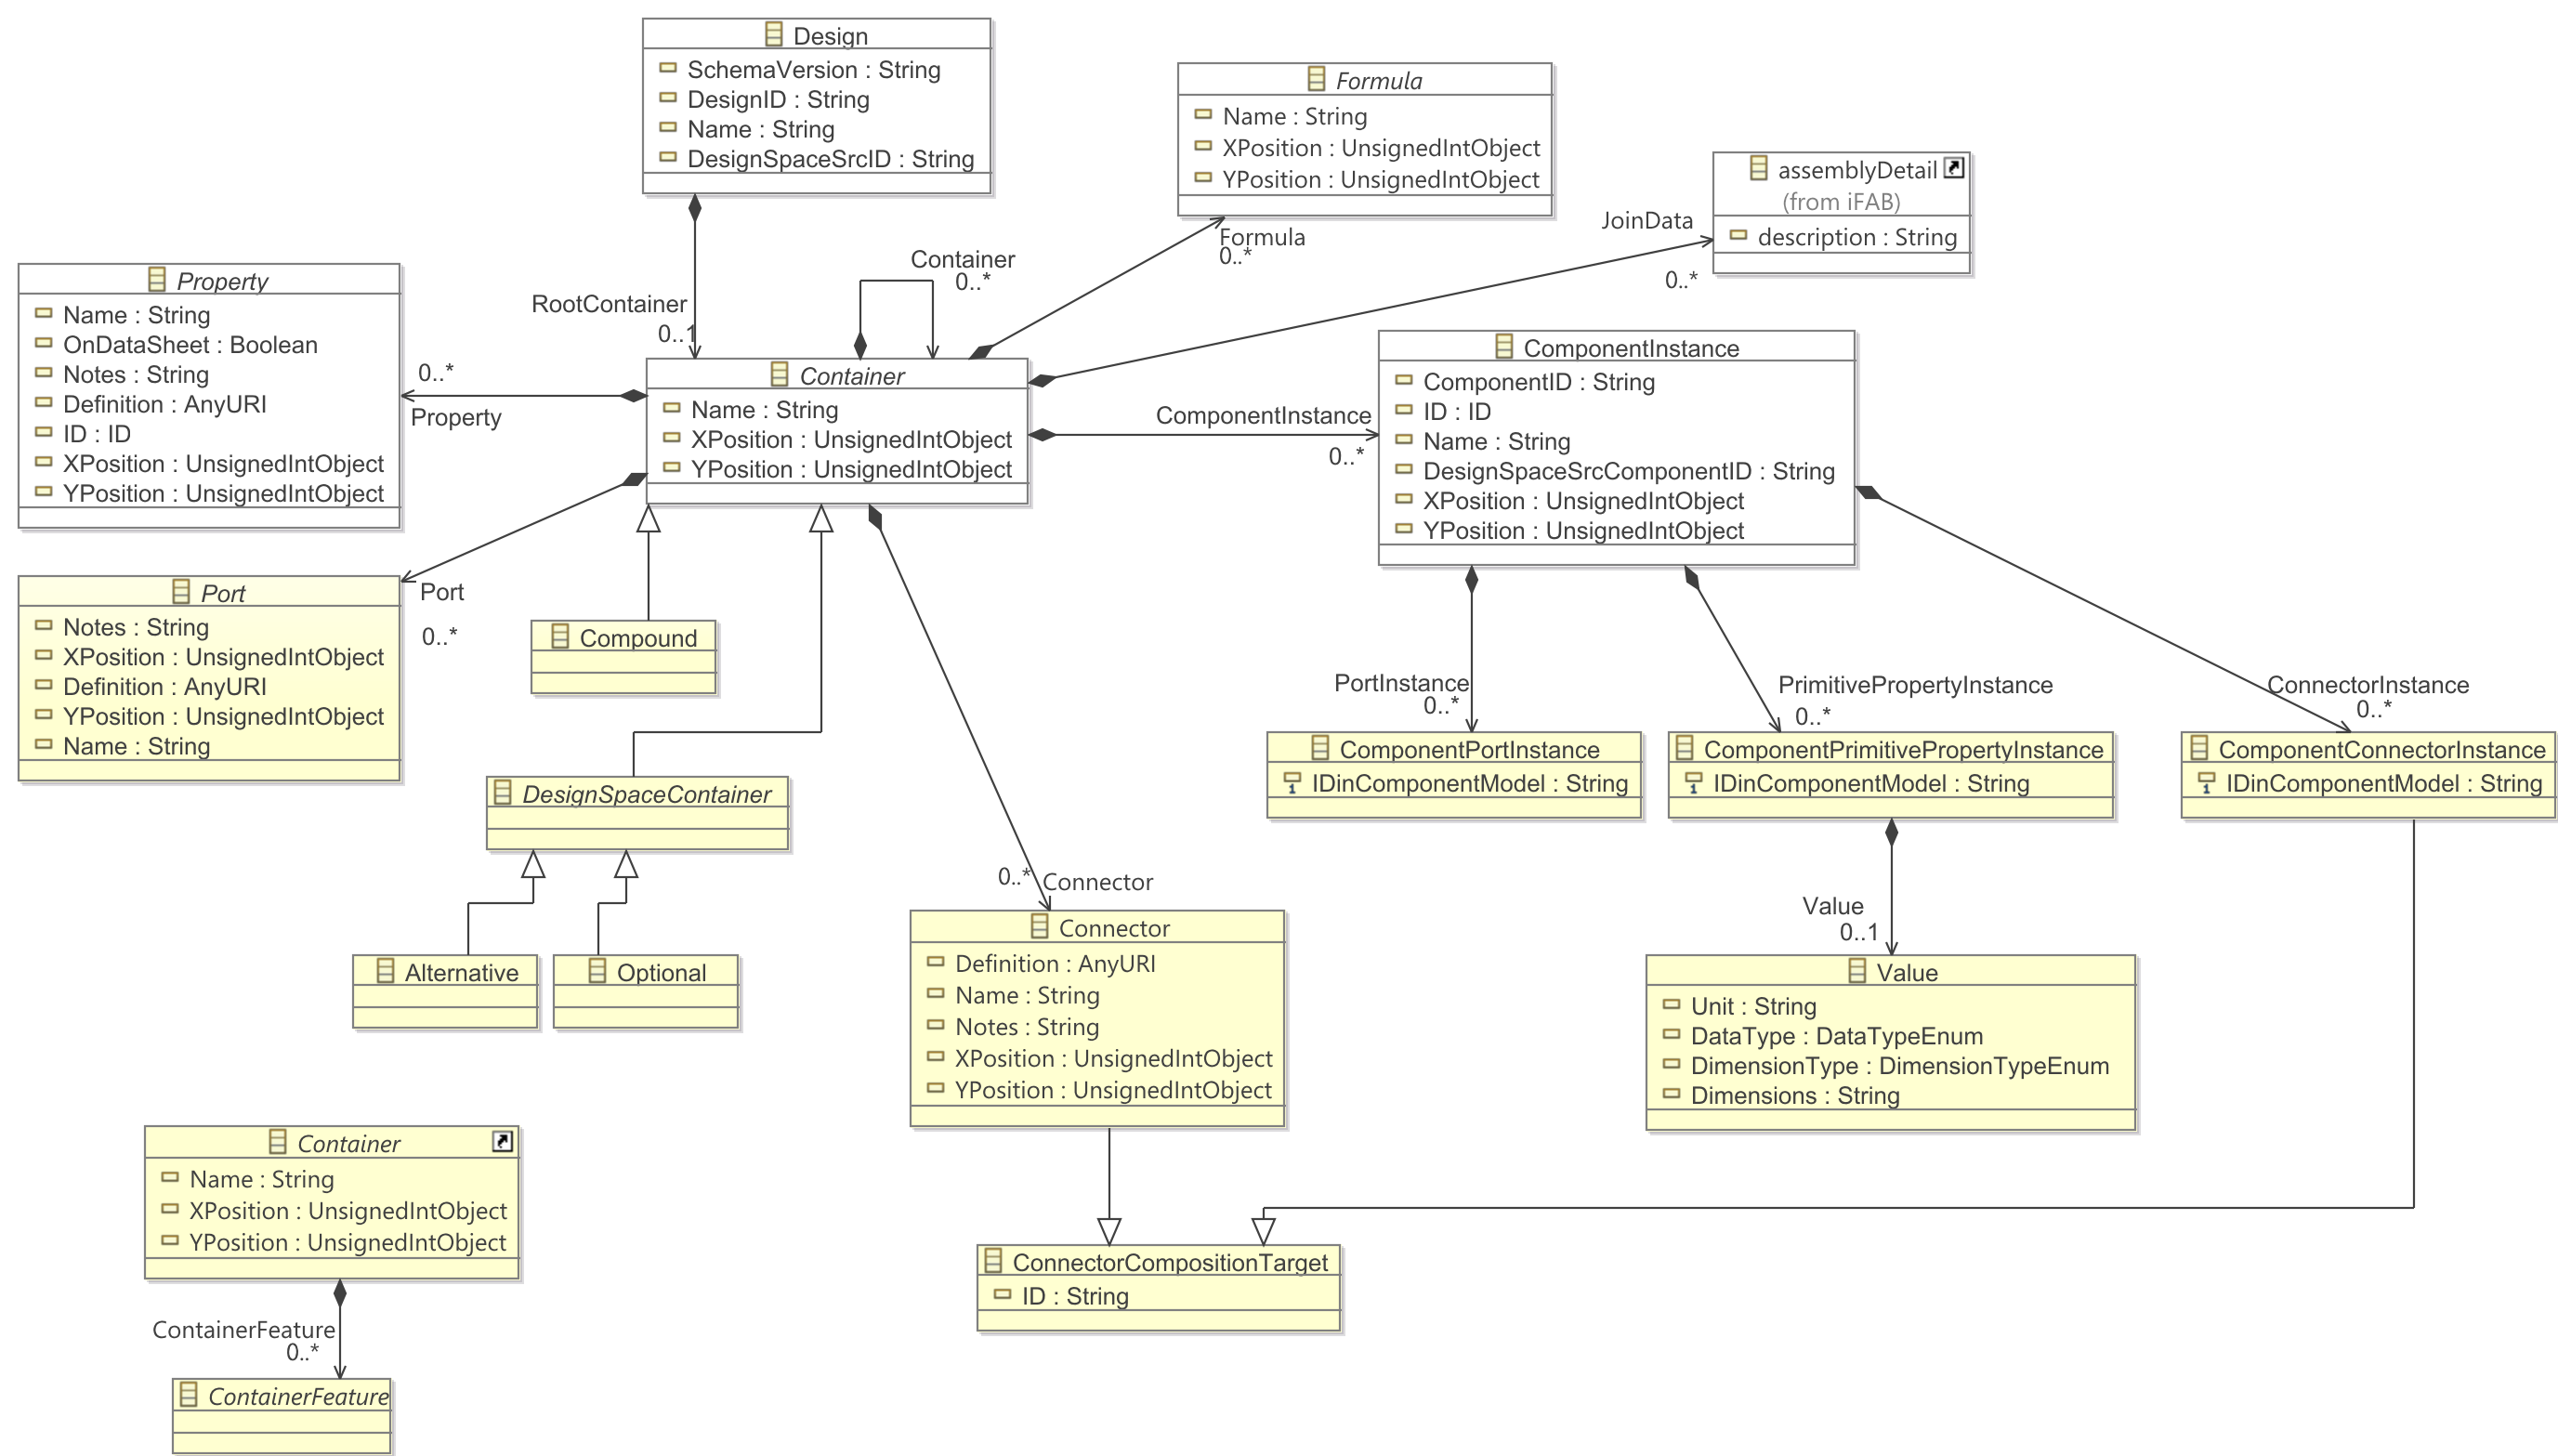 Design
SchemaVersion : String
DesignID : String
Name : String
DesignSpaceSrcID : String
Formula
Name : String
XPosition : UnsignedIntObject
YPosition : UnsignedIntObject
assemblyDetail
(from iFAB)
description : String
JoinData
0..*
Formula
0..*
Container
0..*
RootContainer
0..1
Property
Name : String
OnDataSheet : Boolean
Notes : String
Definition : AnyURI
ID : ID
XPosition : UnsignedIntObject
YPosition : UnsignedIntObject
0..*
Property
Container
Name : String
XPosition : UnsignedIntObject
YPosition : UnsignedIntObject
ComponentInstance
0..*
ComponentInstance
ComponentID : String
ID : ID
Name : String
DesignSpaceSrcComponentID : String
XPosition : UnsignedIntObject
YPosition : UnsignedIntObject
Port
Notes : String
XPosition : UnsignedIntObject
Definition : AnyURI
YPosition : UnsignedIntObject
Name : String
Port
0..*
Compound
PortInstance
0..*
PrimitivePropertyInstance
0..*
ConnectorInstance
0..*
ComponentPortInstance
IDinComponentModel : String
ComponentPrimitivePropertyInstance
IDinComponentModel : String
ComponentConnectorInstance
IDinComponentModel : String
DesignSpaceContainer
0..*
Connector
Value
0..1
Alternative
Optional
Connector
Definition : AnyURI
Name : String
Notes : String
XPosition : UnsignedIntObject
YPosition : UnsignedIntObject
Value
Unit : String
DataType : DataTypeEnum
DimensionType : DimensionTypeEnum
Dimensions : String
Container
Name : String
XPosition : UnsignedIntObject
YPosition : UnsignedIntObject
ConnectorCompositionTarget
ID : String
ContainerFeature
0..*
ContainerFeature